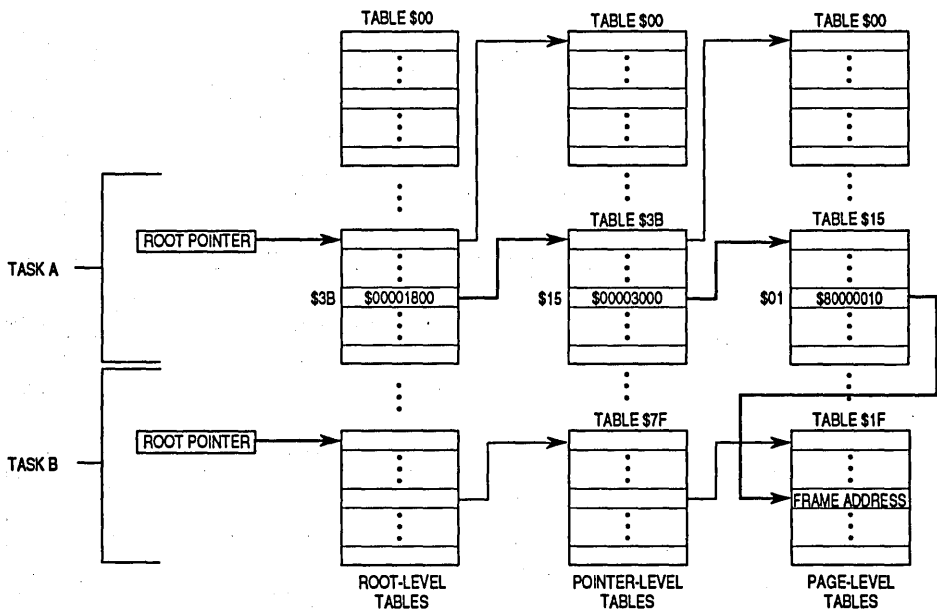 TABLE $00
TABLE $00
TABLE $00
TABLE $3B
TABLE $15
TASK A
ROOT POINTER
$3B
$00001800
$15
$00003000
$01
$80000010
TABLE $7F
TABLE $1F
TASK B
ROOT POINTER
FRAME ADDRESS
ROOT-LEVEL
TABLES
POINTER-LEVEL
TABLES
PAGE-LEVEL
TABLES